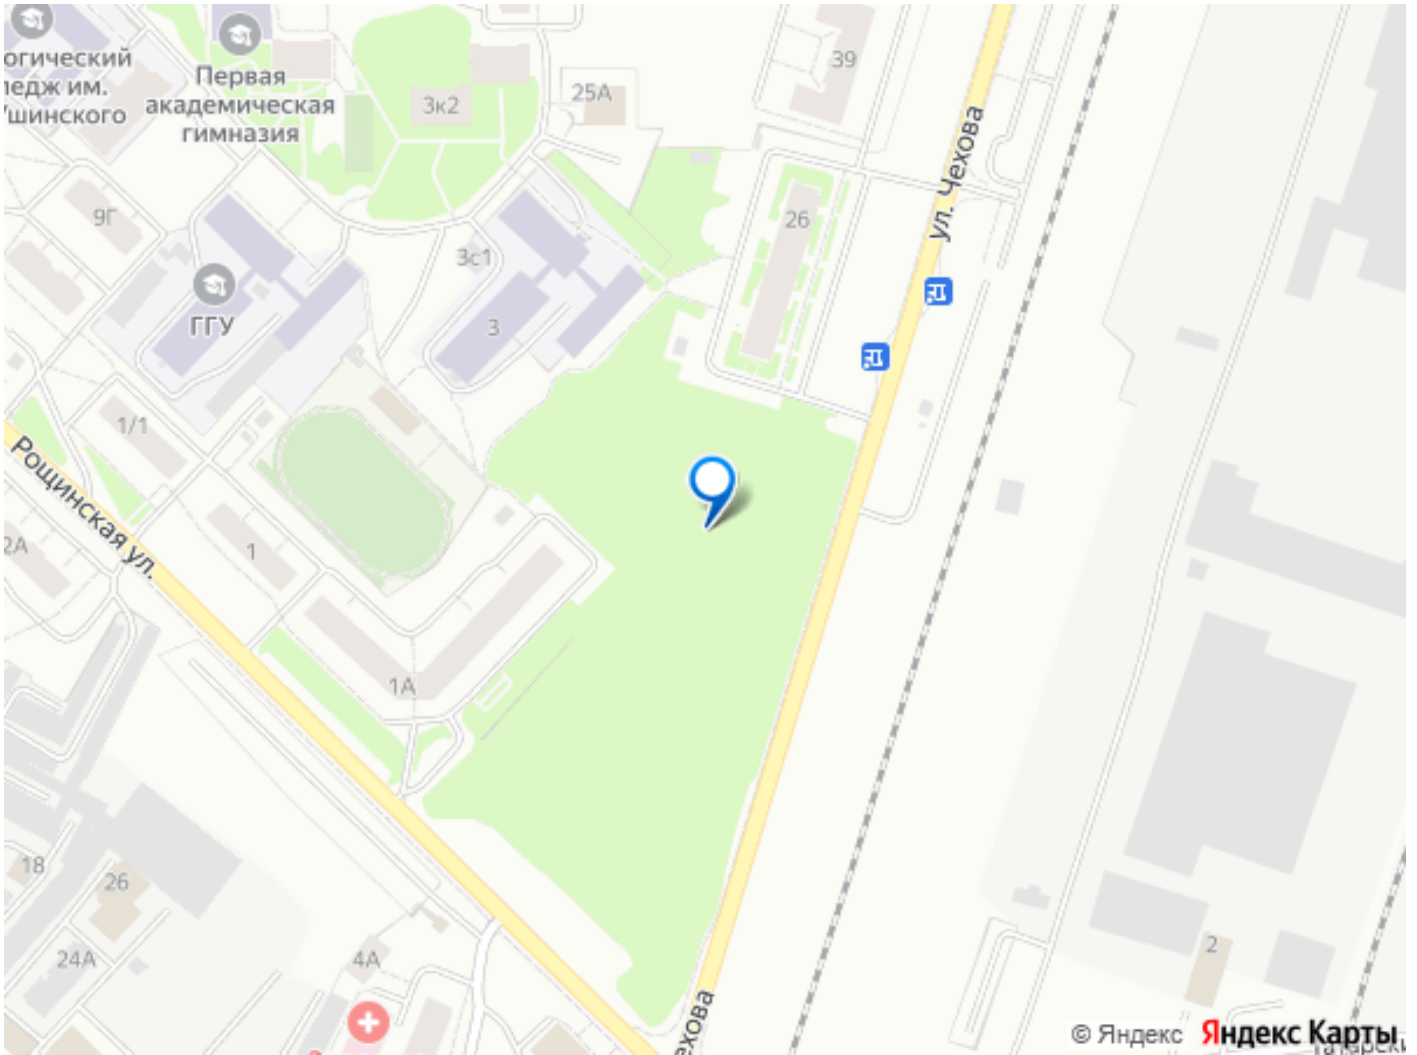 огический
ледж им.
Ушинского
Первая
академическая
гимназия
3к2
25А
39
ул. Чехова
9Г
26
3с1
ГГУ
3
1/1
Рощинская ул.
2А
1
1А
18
26
24А
4А
2
ехова
© Яндекс
Яндекс Карты